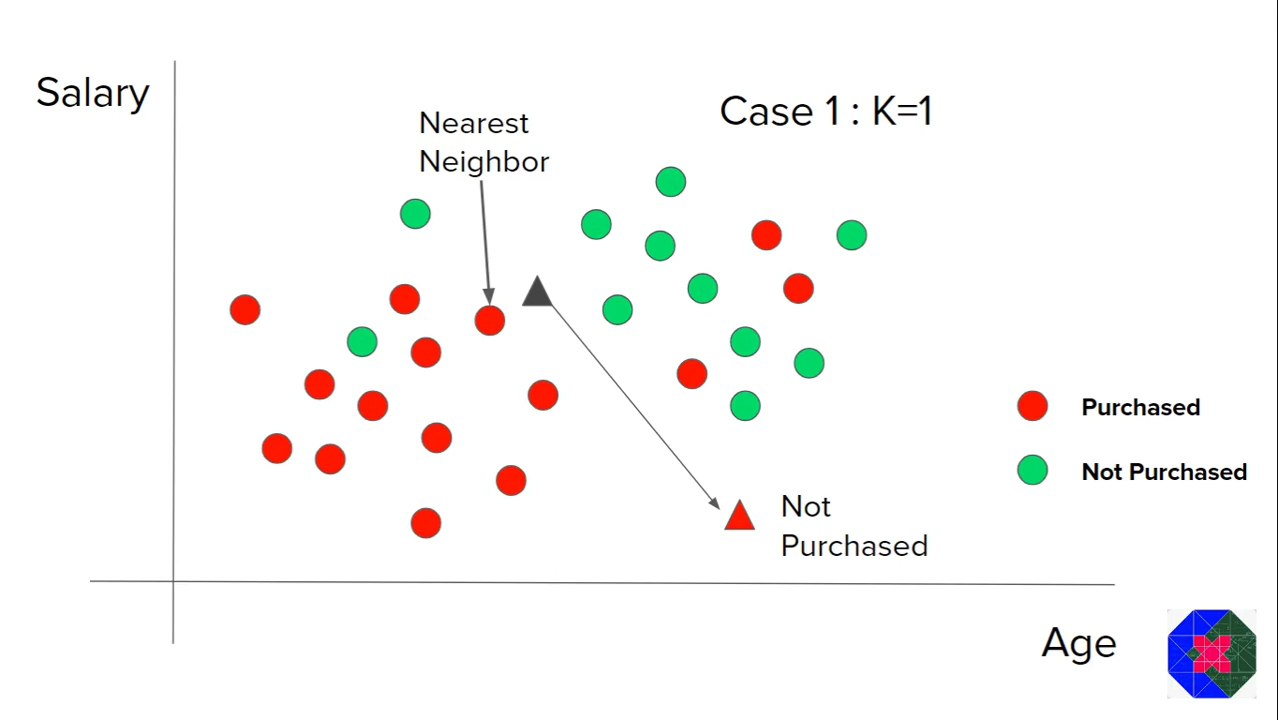 Salary
Nearest
Neighbor
Case 1 : K=1
Purchased
Not Purchased
Not
Purchased
Age